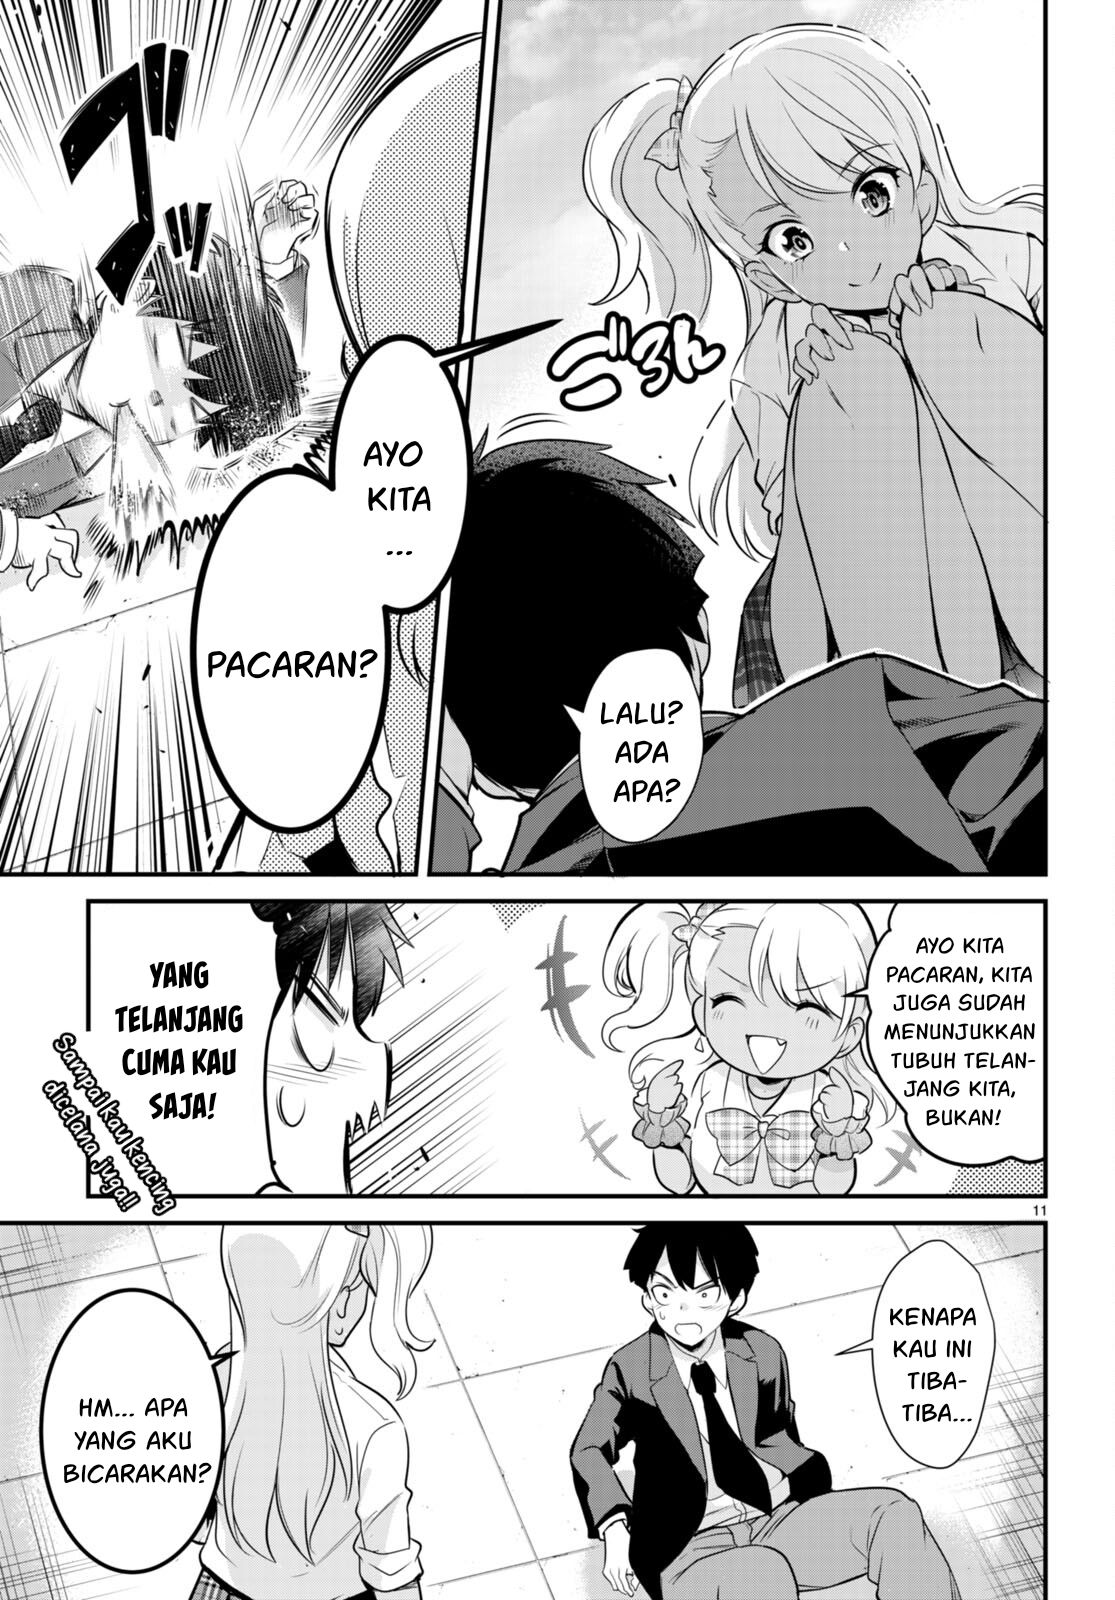 ごろん
LALU?
ADA
APA?
AYO
KITA
...
PACARAN?
ブ
AYO KITA
PACARAN, KITA
JUGA SUDAH
MENUNJUKKAN
TUBUH TELAN-
JANG KITA,
BUKAN!
YANG
TELANJANG
CUMA KAU
SAJA!
Sampai kau kencing
dicelana juga!!
11
KENAPA
KAU INI
TIBA-
TIBA...
HM... APA
YANG AKU
BICARAKAN?